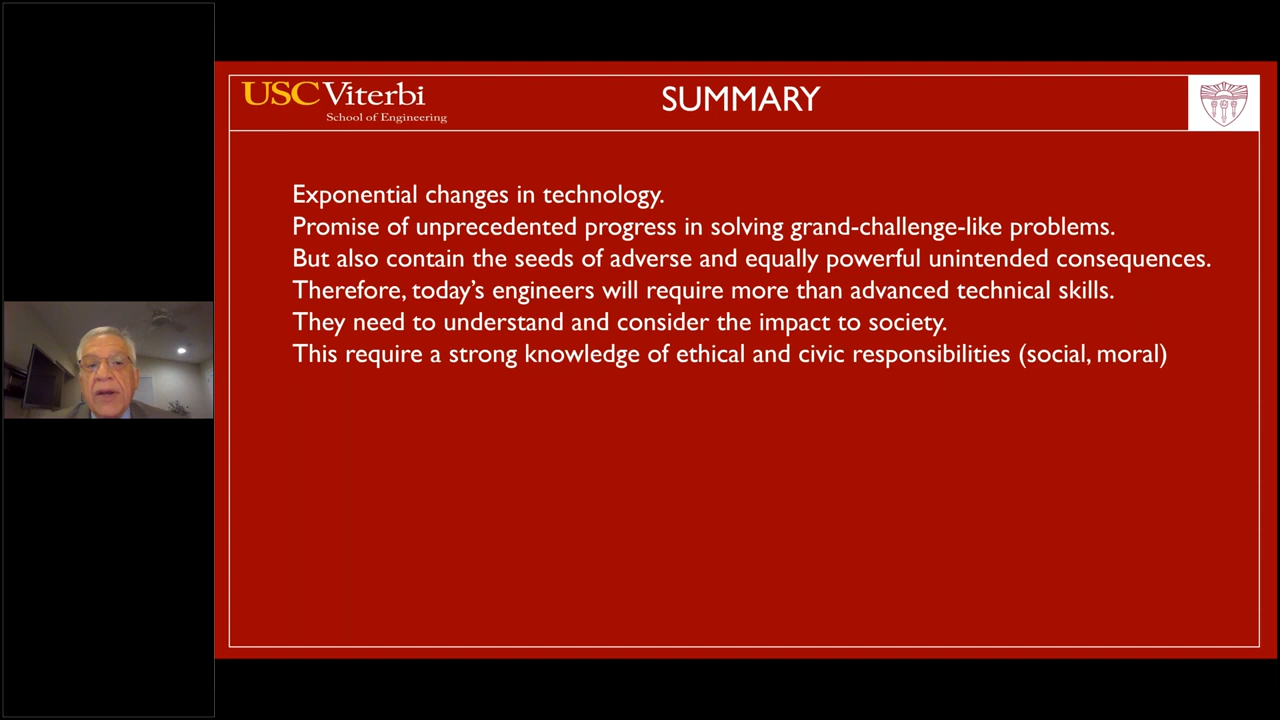 USC Viterbi
School of Engineering
SUMMARY
Exponential changes in technology.
Promise of unprecedented progress in solving grand-challenge-like problems.
But also contain the seeds of adverse and equally powerful unintended consequences.
Therefore, today's engineers will require more than advanced technical skills.
They need to understand and consider the impact to society.
This require a strong knowledge of ethical and civic responsibilities (social, moral)